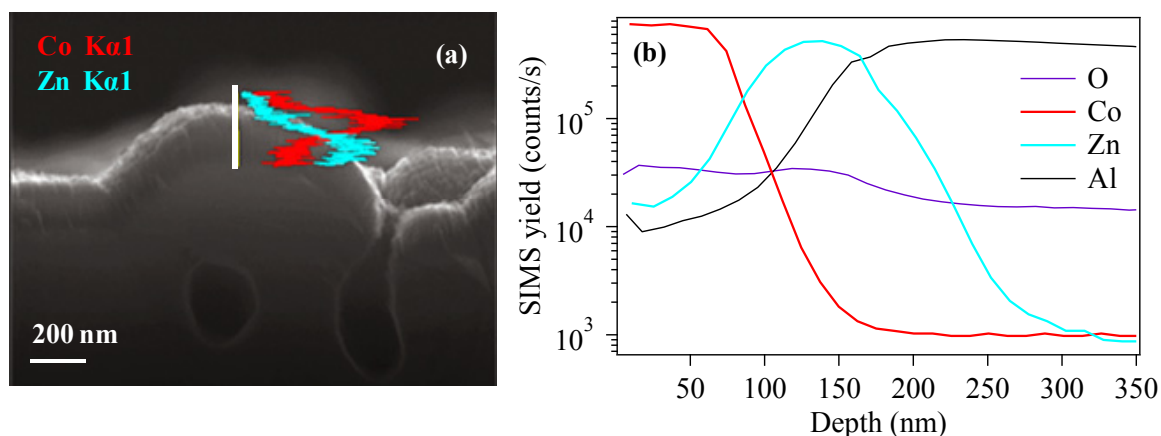 Co Kα1
Zn Kα1
(a)
200 nm
(b)
O
Co
Zn
Al
SIMS yield (counts/s)
10^5
10^4
10^3
50 100 150 200 250 300 350
Depth (nm)